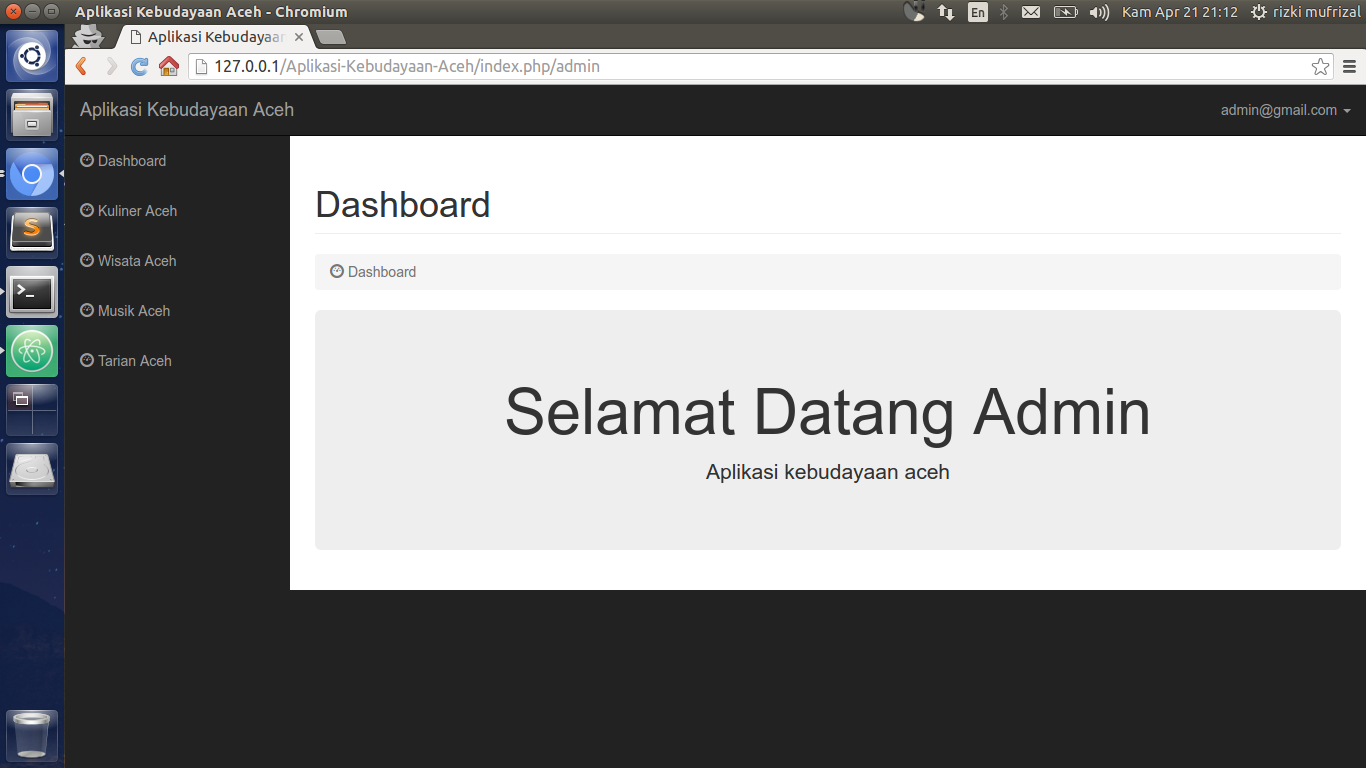 Aplikasi Kebudayaan Aceh - Chromium
En
Kam Apr 21 21:12
rizki mufrizal
Aplikasi Kebudayaan
127.0.0.1/Aplikasi-Kebudayaan-Aceh/index.php/admin
Aplikasi Kebudayaan Aceh
admin@gmail.com
Dashboard
Kuliner Aceh
Wisata Aceh
Musik Aceh
Tarian Aceh
Dashboard
Dashboard
Selamat Datang Admin
Aplikasi kebudayaan aceh